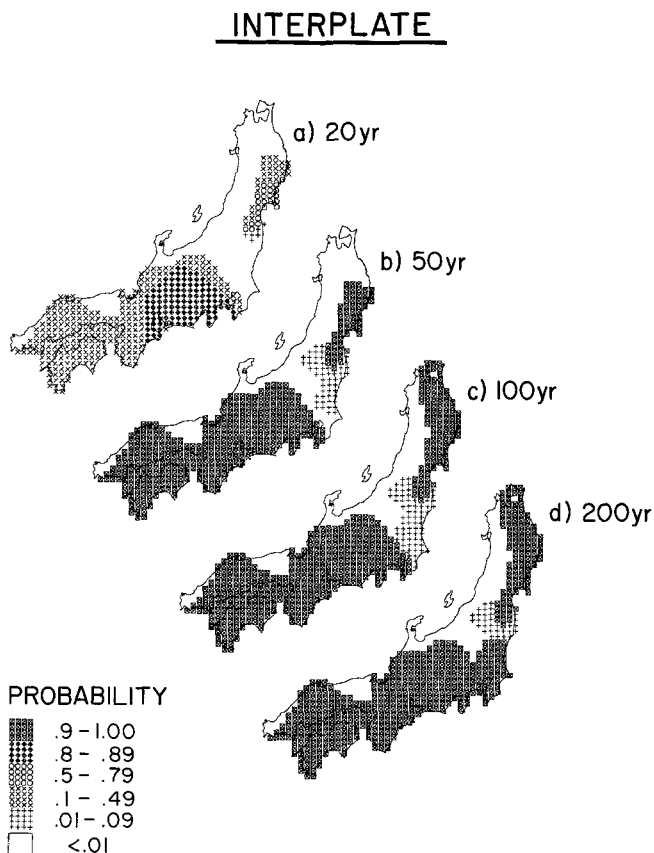 INTERPLATE
a) 20yr
b) 50yr
c) 100yr
d) 200yr
PROBABILITY
.9-1.00
.8-.89
.5-.79
.1-.49
.01-.09
<.01